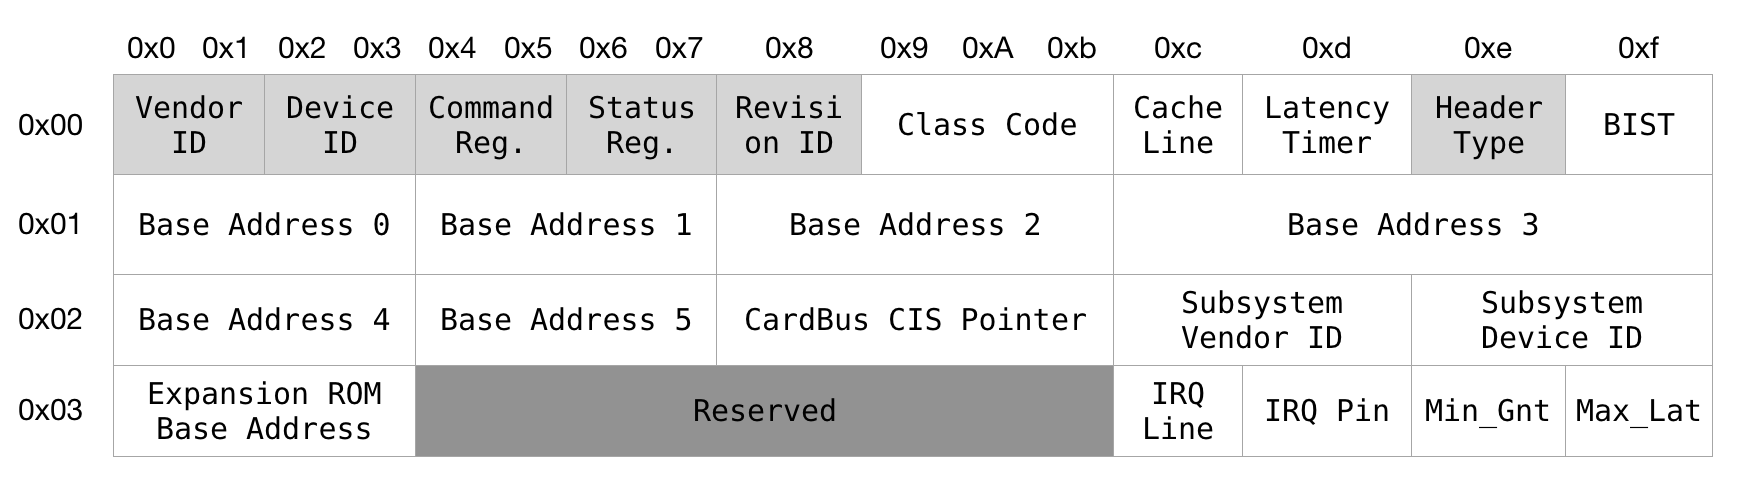 0x0 0x1 0x2 0x3 0x4 0x5 0x6 0x7 0x8 0x9 0xA 0xb 0xc 0xd 0xe 0xf
0x00
Vendor
ID
Device
ID
Command
Reg.
Status
Reg.
Revisi
on ID
Class Code
Cache
Line
Latency
Timer
Header
Type
BIST
0x01
Base Address 0
Base Address 1
Base Address 2
Base Address 3
0x02
Base Address 4
Base Address 5
CardBus CIS Pointer
Subsystem
Vendor ID
Subsystem
Device ID
0x03
Expansion ROM
Base Address
Reserved
IRQ
Line
IRQ Pin
Min_Gnt
Max_Lat